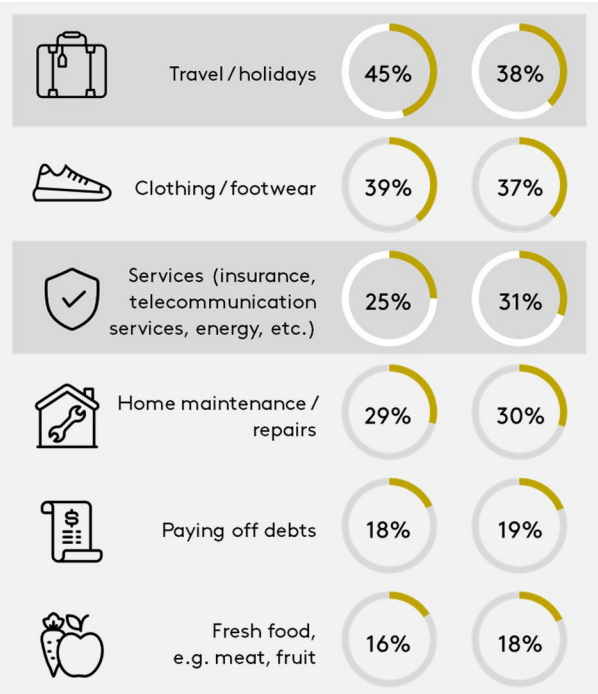 Travel/holidays 45% 38%
Clothing/footwear 39% 37%
Services (insurance,
telecommunication 25% 31%
services, energy, etc.)
Home maintenance/ 29% 30%
repairs
$
Paying off debts 18% 19%
Fresh food, 16% 18%
e.g. meat, fruit